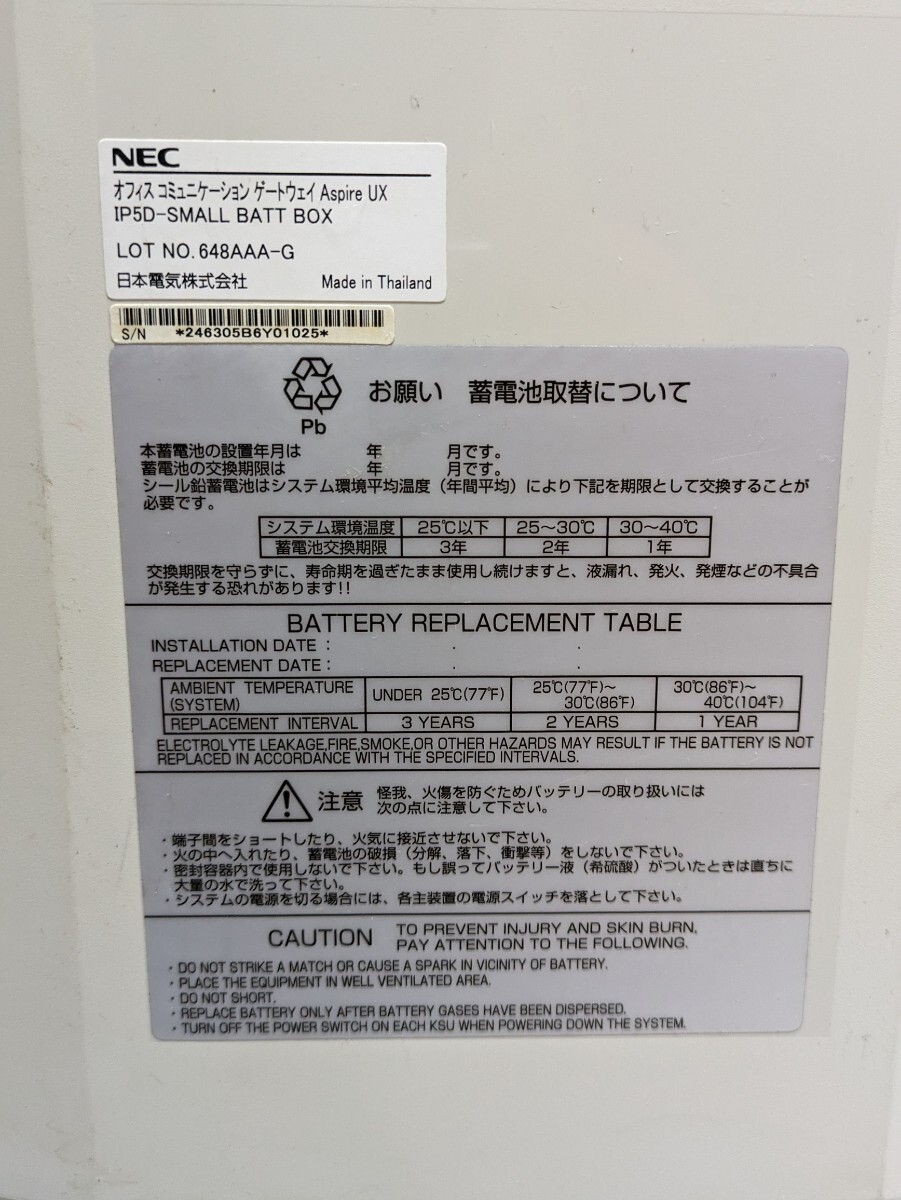 NEC
オフィス コミュニケーション ゲートウェイ Aspire UX
IP5D-SMALL BATT BOX
LOT NO. 648AAA-G
日本電気株式会社 Made in Thailand
S/N *246305B6Y01025*
お願い 蓄電池取替について
Pb
本蓄電池の設置年月は 年 月です。
蓄電池の交換期限は 年 月です。
シール鉛蓄電池はシステム環境平均温度（年間平均）により下記を期限として交換することが
必要です。
システム環境温度 25℃以下 25～30℃ 30～40℃
蓄電池交換期限 3年 2年 1年
交換期限を守らずに、寿命期を過ぎたまま使用し続けますと、液漏れ、発火、発煙などの不具合
が発生する恐れがあります!!
BATTERY REPLACEMENT TABLE
INSTALLATION DATE : . .
REPLACEMENT DATE : . .
AMBIENT TEMPERATURE
(SYSTEM)
UNDER 25℃(77℉)
25℃(77℉)～
30℃(86℉)
30℃(86℉)～
40℃(104℉)
REPLACEMENT INTERVAL 3 YEARS 2 YEARS 1 YEAR
ELECTROLYTE LEAKAGE,FIRE,SMOKE,OR OTHER HAZARDS MAY RESULT IF THE BATTERY IS NOT
REPLACED IN ACCORDANCE WITH THE SPECIFIED INTERVALS.
注意
怪我、火傷を防ぐためバッテリーの取り扱いには
次の点に注意して下さい。
・端子間をショートしたり、火気に接近させないで下さい。
・火の中へ入れたり、蓄電池の破損（分解、落下、衝撃等）をしないで下さい。
・密封容器内で使用しないで下さい。もし誤ってバッテリー液（希硫酸）がついたときは直ちに
大量の水で洗って下さい。
・システムの電源を切る場合には、各主装置の電源スイッチを落として下さい。
CAUTION
TO PREVENT INJURY AND SKIN BURN,
PAY ATTENTION TO THE FOLLOWING.
・DO NOT STRIKE A MATCH OR CAUSE A SPARK IN VICINITY OF BATTERY.
・PLACE THE EQUIPMENT IN WELL VENTILATED AREA.
・DO NOT SHORT.
・REPLACE BATTERY ONLY AFTER BATTERY GASES HAVE BEEN DISPERSED.
・TURN OFF THE POWER SWITCH ON EACH KSU WHEN POWERING DOWN THE SYSTEM.